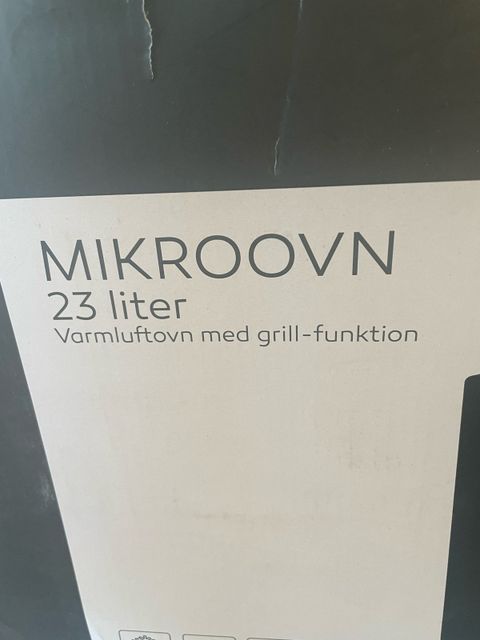 MIKROOVN
23 liter
Varmluftovn med grill-funktion